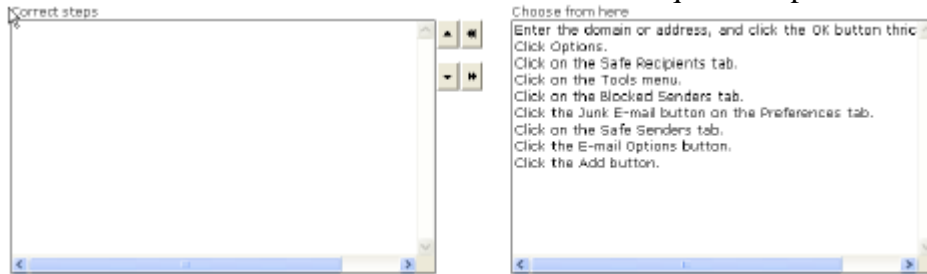 Correct steps
Choose from here
Enter the domain or address, and click the OK button thric
Click Options.
Click on the Safe Recipients tab.
Click on the Tools menu.
Click on the Blocked Senders tab.
Click the Junk E-mail button on the Preferences tab.
Click on the Safe Senders tab.
Click the E-mail Options button.
Click the Add button.